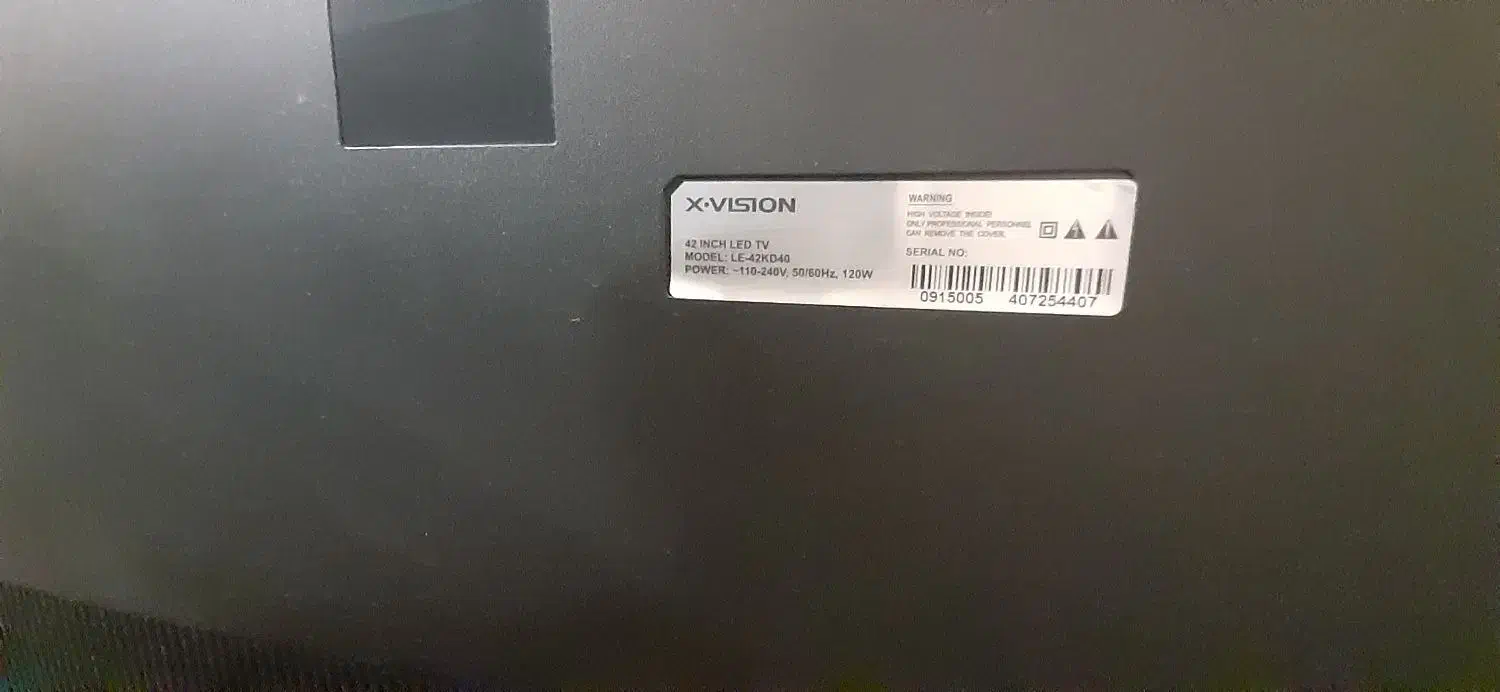 X·VISION
42 INCH LED TV
MODEL: LE-42KD40
POWER: ~110-240V, 50/60Hz, 120W
WARNING
HIGH VOLTAGE INSIDE!
ONLY PROFESSIONAL PERSONNEL
CAN REMOVE THE COVER.
SERIAL NO:
0915005 407254407